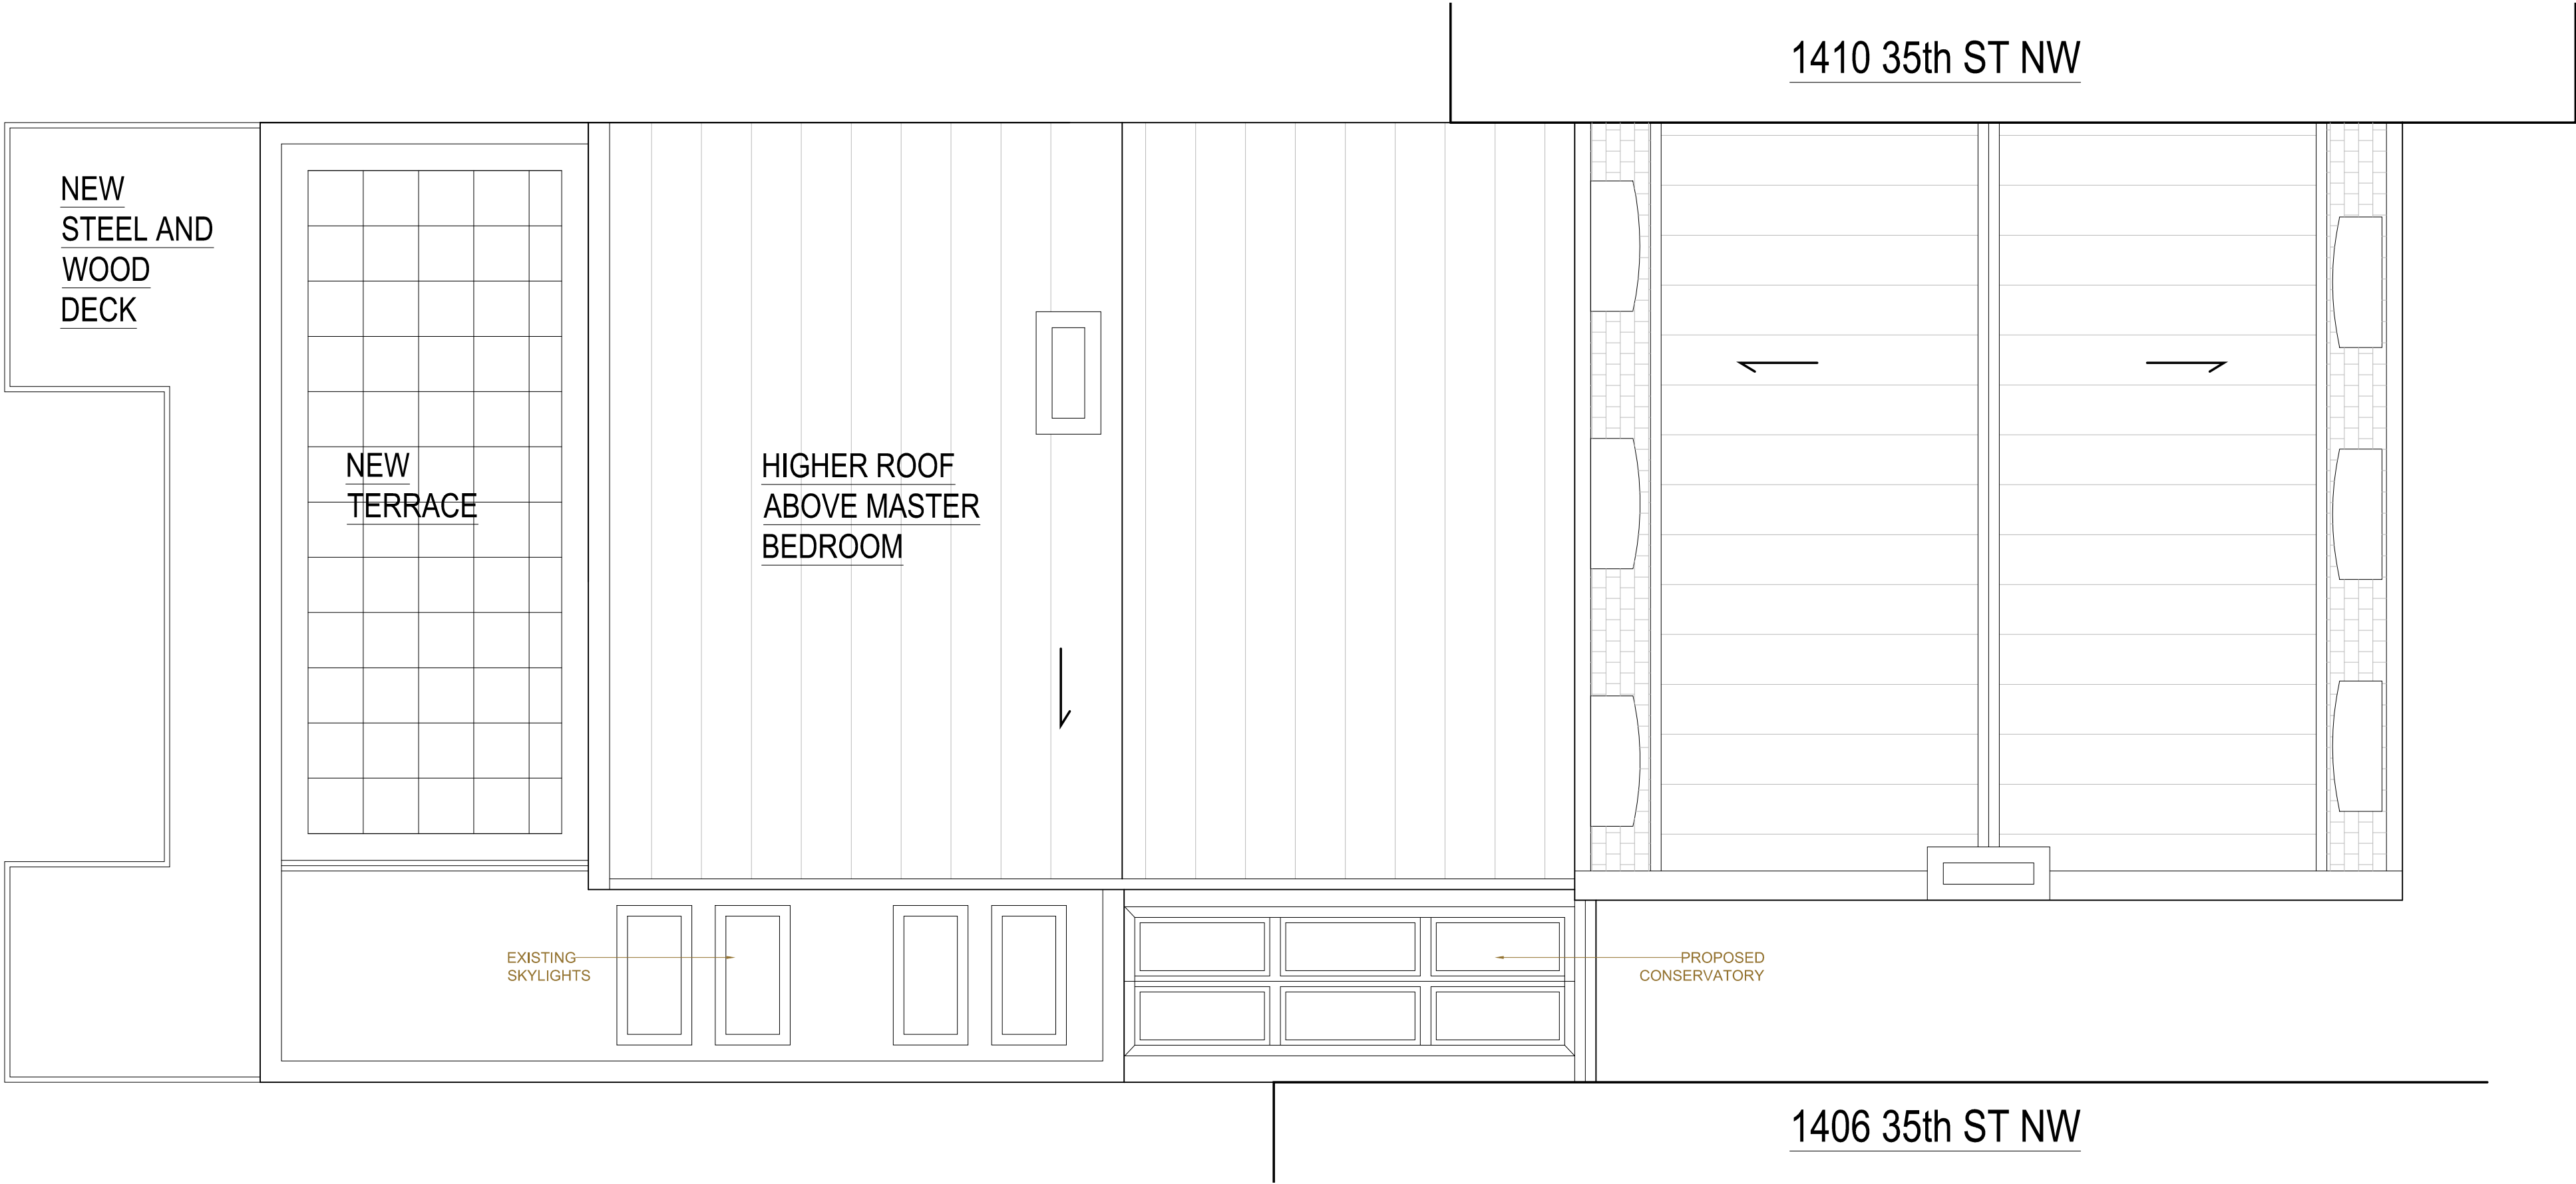 1410 35th ST NW
NEW
STEEL AND
WOOD
DECK
NEW
TERRACE
HIGHER ROOF
ABOVE MASTER
BEDROOM
EXISTING
SKYLIGHTS
PROPOSED
CONSERVATORY
1406 35th ST NW